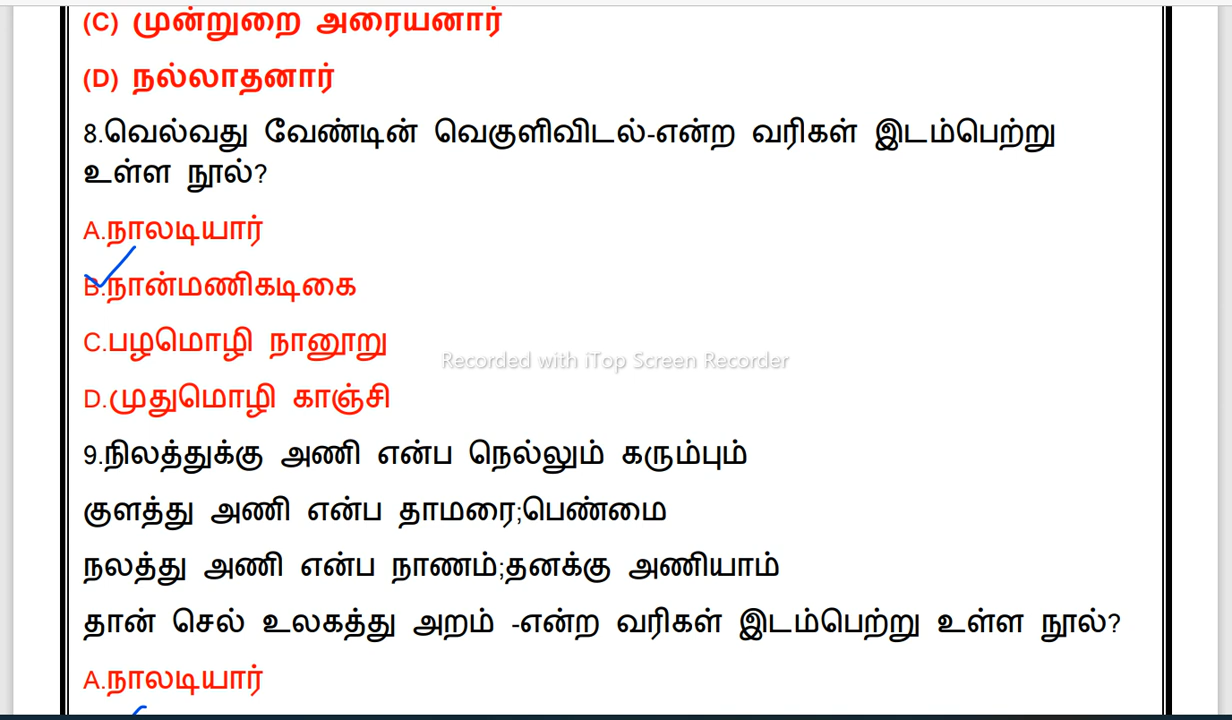 (C) முன்றுறை அரையனார்
(D) நல்லாதனார்
8.வெல்வது வேண்டின் வெகுளிவிடல்-என்ற வரிகள் இடம்பெற்று
உள்ள நூல்?
A.நாலடியார்
B.நான்மணிகடிகை
C.பழமொழி நானூறு
Recorded with iTop Screen Recorder
D.முதுமொழி காஞ்சி
9.நிலத்துக்கு அணி என்ப நெல்லும் கரும்பும்
குளத்து அணி என்ப தாமரை;பெண்மை
நலத்து அணி என்ப நாணம்;தனக்கு அணியாம்
தான் செல் உலகத்து அறம் -என்ற வரிகள் இடம்பெற்று உள்ள நூல்?
A.நாலடியார்